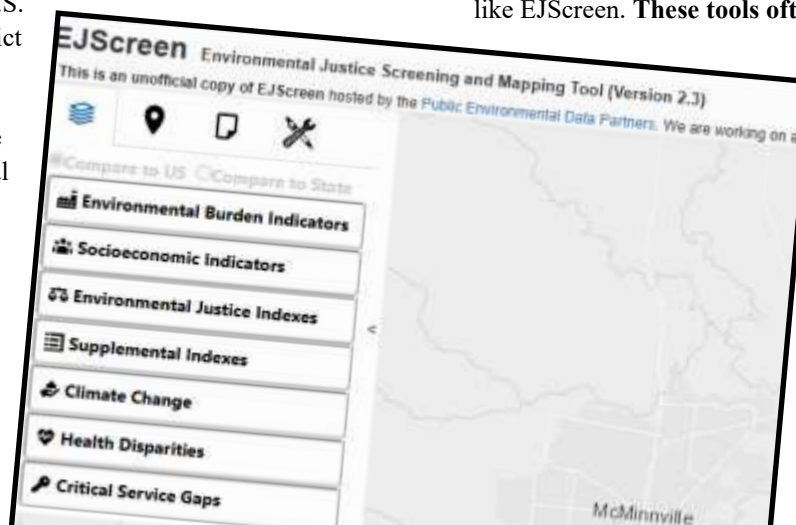 S.
ict
l
like EJScreen. These tools oft
EJScreen Environmental Justice Screening and Mapping Tool (Version 2.3)
This is an unofficial copy of EJScreen hosted by the Public Environmental Data Partners. We are working on a
Compare to US Compare to State
Environmental Burden Indicators
Socioeconomic Indicators
Environmental Justice Indexes
Supplemental Indexes
Climate Change
Health Disparities
Critical Service Gaps
McMinnville